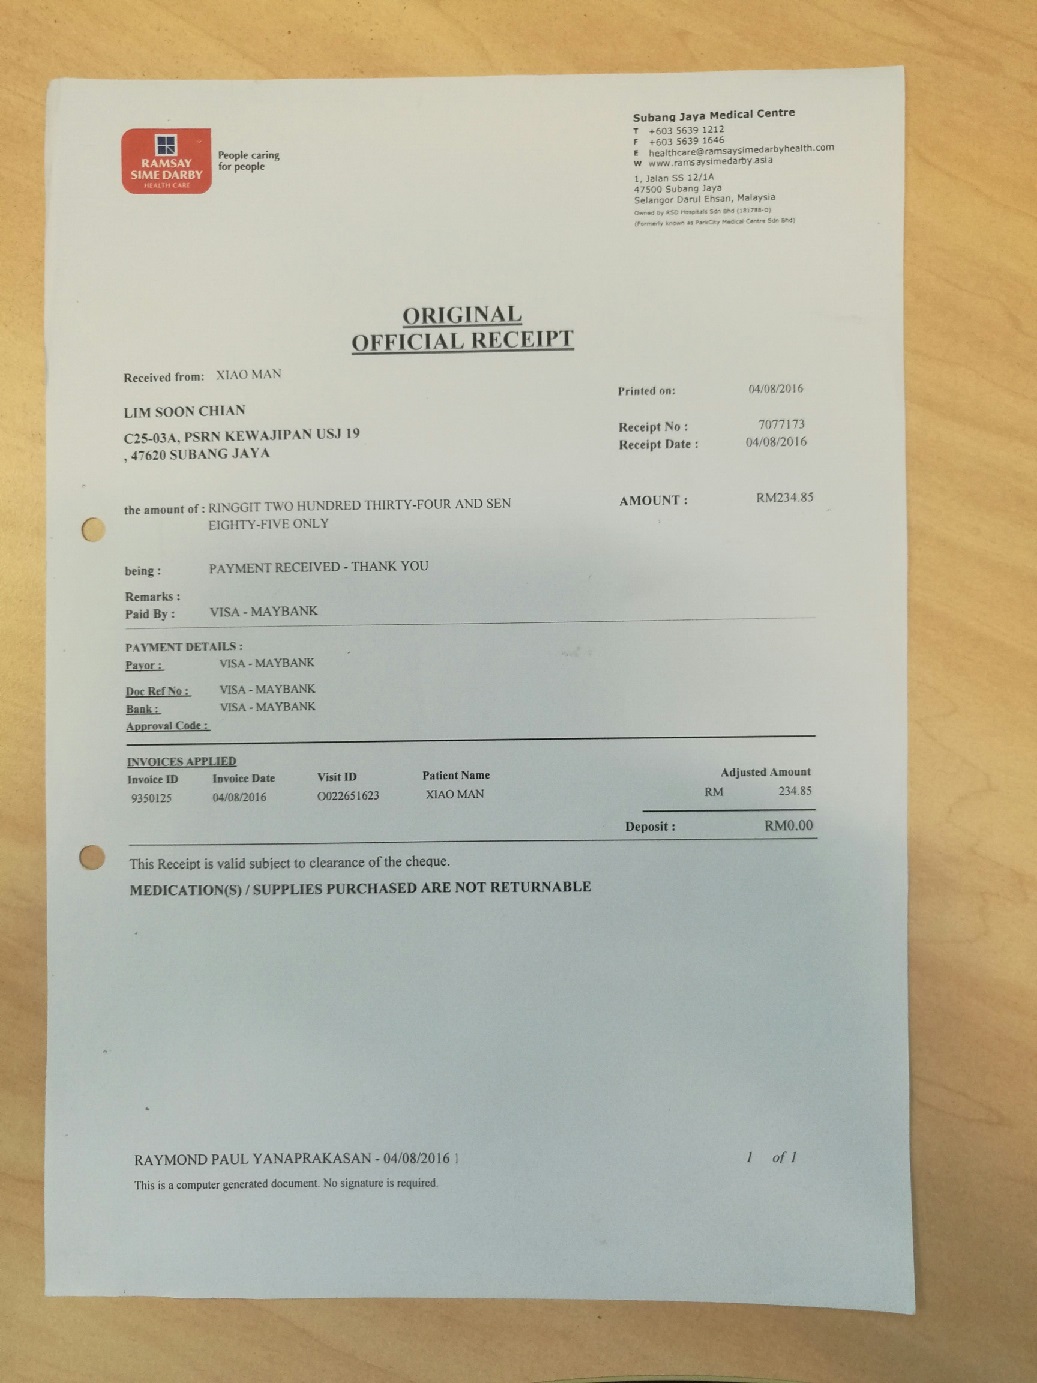 RAMSAY
SIME DARBY
HEALTH CARE
People caring
for people
Subang Jaya Medical Centre
T +603 5639 1212
F +603 5639 1646
E healthcare@ramsaysimedarbyhealth.com
W www.ramsaysimedarby.asia
1, Jalan SS 12/1A
47500 Subang Jaya
Selangor Darul Ehsan, Malaysia
Owned by RSD Hospitals Sdn Bhd
(Formerly known as ParkCity Medical Centre Sdn Bhd)
ORIGINAL
OFFICIAL RECEIPT
Received from: XIAO MAN
LIM SOON CHIAN
C25-03A, PSRN KEWAJIPAN USJ 19
, 47620 SUBANG JAYA
Printed on: 04/08/2016
Receipt No : 7077173
Receipt Date : 04/08/2016
the amount of : RINGGIT TWO HUNDRED THIRTY-FOUR AND SEN
EIGHTY-FIVE ONLY
AMOUNT : RM234.85
being : PAYMENT RECEIVED - THANK YOU
Remarks :
Paid By : VISA - MAYBANK
PAYMENT DETAILS :
Payor : VISA - MAYBANK
Doc Ref No : VISA - MAYBANK
Bank : VISA - MAYBANK
Approval Code :
INVOICES APPLIED
Invoice ID Invoice Date Visit ID Patient Name Adjusted Amount
9350125 04/08/2016 O022651623 XIAO MAN RM 234.85
Deposit : RM0.00
This Receipt is valid subject to clearance of the cheque.
MEDICATION(S) / SUPPLIES PURCHASED ARE NOT RETURNABLE
RAYMOND PAUL YANAPRAKASAN - 04/08/2016
1 of 1
This is a computer generated document. No signature is required.